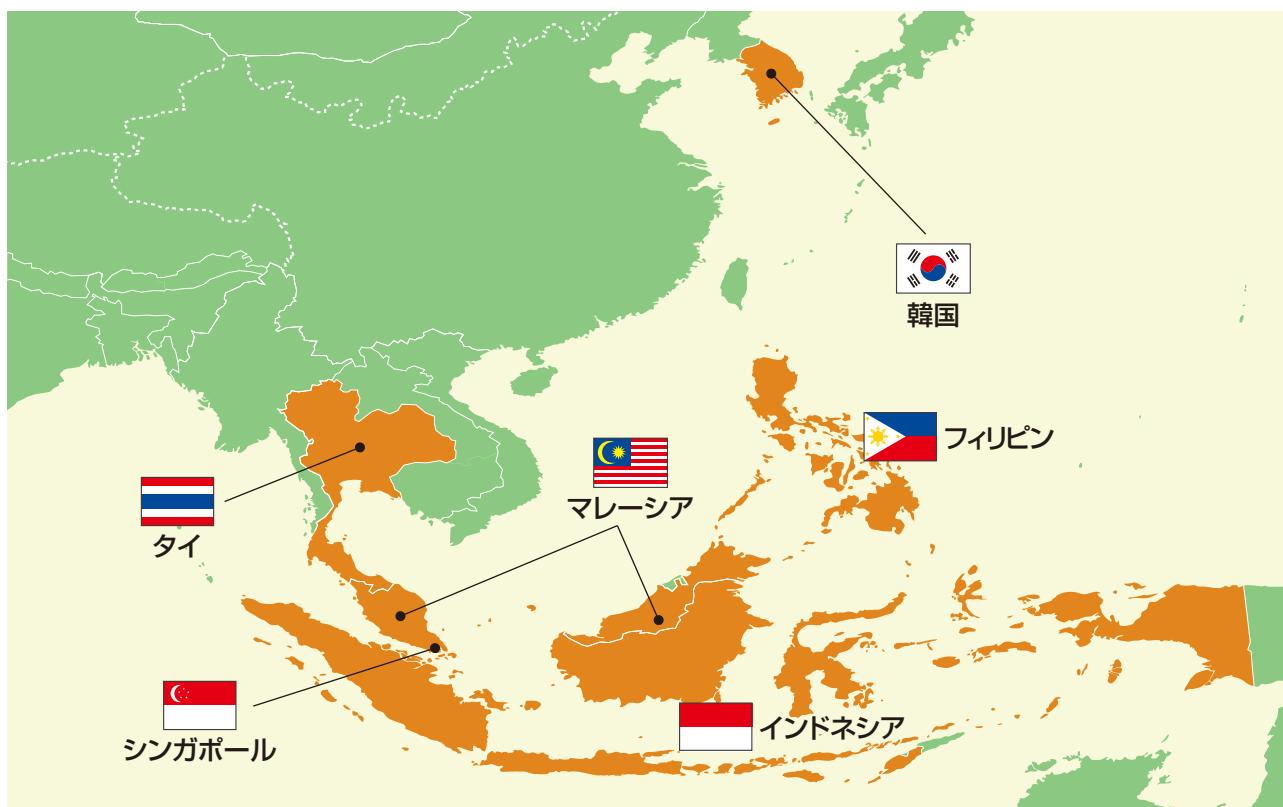 韓国
フィリピン
マレーシア
タイ
シンガポール
インドネシア